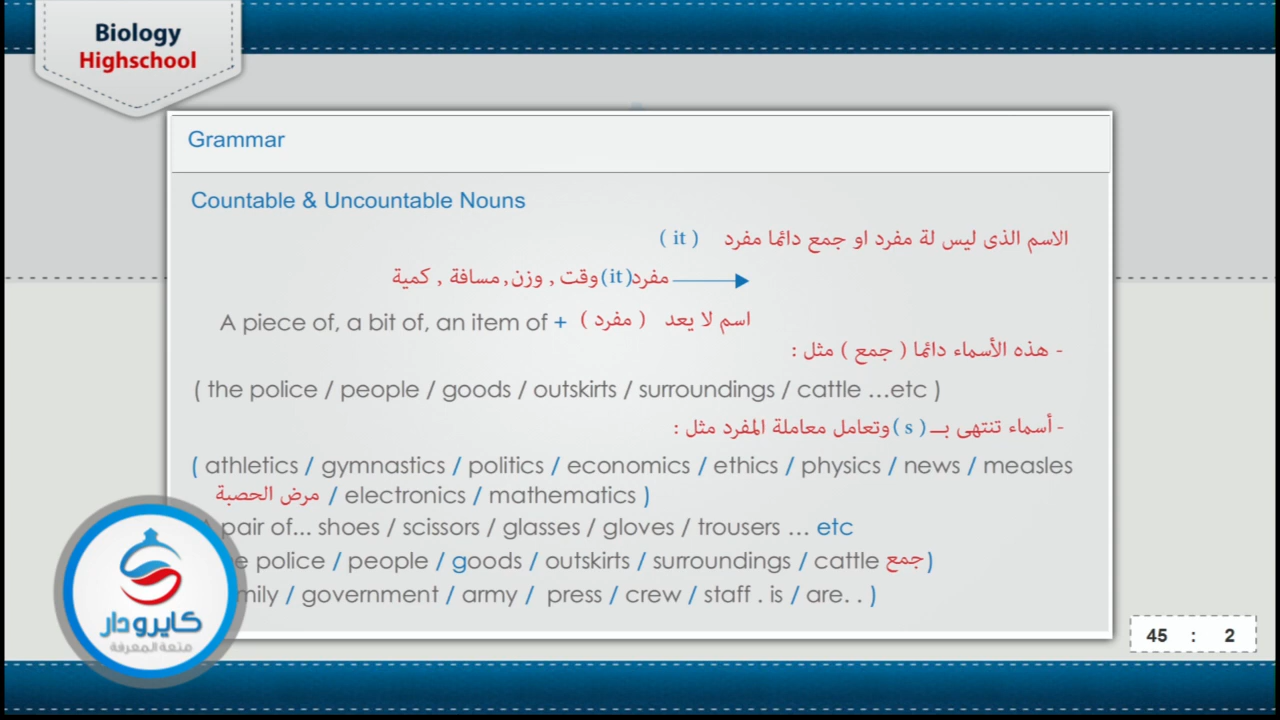 Biology
Highschool
Grammar
Countable & Uncountable Nouns
الاسم الذى ليس لة مفرد او جمع دائما مفرد ( it )
مفرد( it )وقت , وزن, مسافة , كمية
A piece of, a bit of, an item of + اسم لا يعد ( مفرد )
- هذه الأسماء دائما ( جمع ) مثل :
( the police / people / goods / outskirts / surroundings / cattle ...etc )
- أسماء تنتهى بـــ ( s ) وتعامل معاملة المفرد مثل :
( athletics / gymnastics / politics / economics / ethics / physics / news / measles
مرض الحصبة / electronics / mathematics )
pair of... shoes / scissors / glasses / gloves / trousers ... etc
police / people / goods / outskirts / surroundings / cattle جمع )
/ government / army / press / crew / staff . is / are. . )
كايرودار
متعة المعرفة
45 : 2